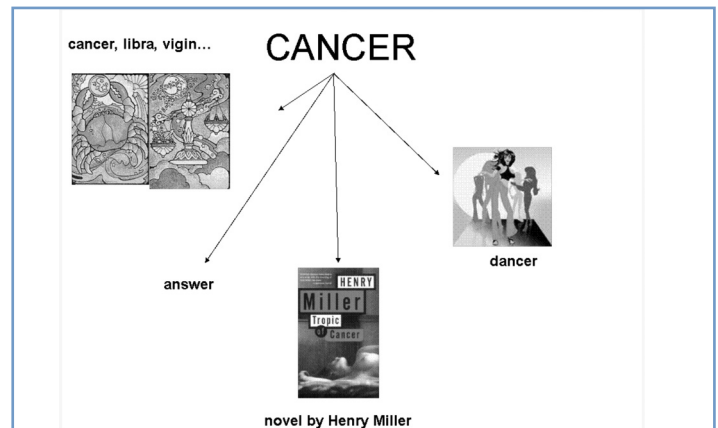 cancer, libra, vigin...
CANCER
answer
HENRY
Miller
Tropic
of Cancer
dancer
novel by Henry Miller